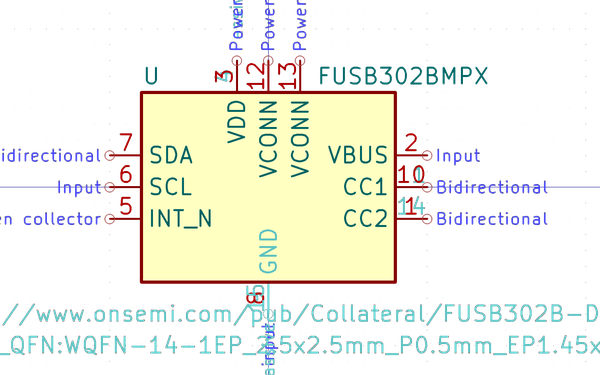 Power
Power
Power
U
3
12
13
FUSB302BMPX
VDD
VCONN
VCONN
idirectional
7
SDA
VBUS
2
Input
Input
6
SCL
CC1
10
Bidirectional
en collector
5
INT_N
CC2
14
Bidirectional
GND
8
//www.onsemi.com/pub/Collateral/FUSB302B-D
_QFN:WQFN-14-1EP_2.5x2.5mm_P0.5mm_EP1.45x
input